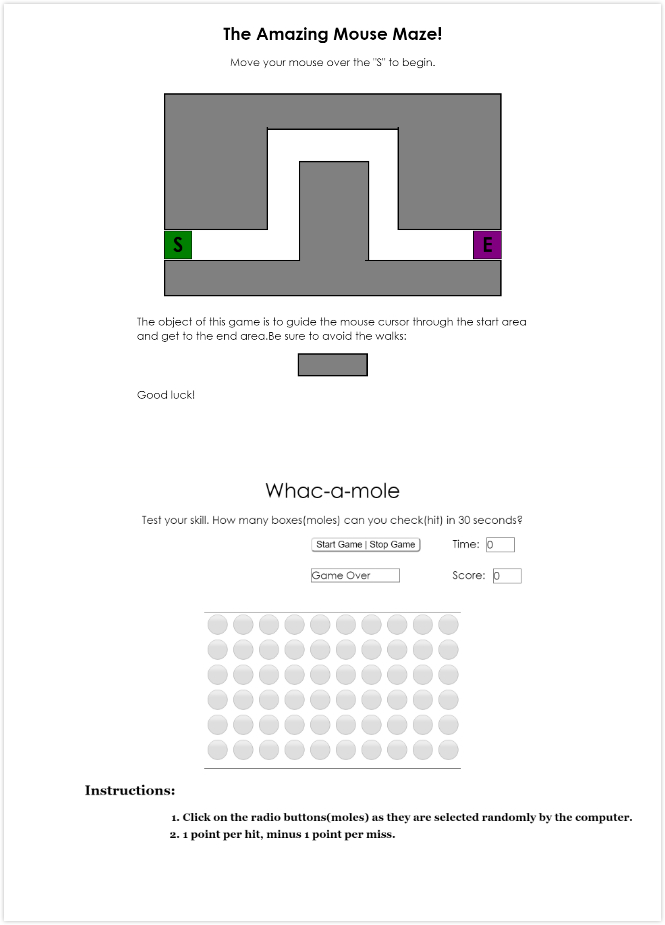 The Amazing Mouse Maze!
Move your mouse over the "S" to begin.
S
E
The object of this game is to guide the mouse cursor through the start area
and get to the end area.Be sure to avoid the walks:
Good luck!
Whac-a-mole
Test your skill. How many boxes(moles) can you check(hit) in 30 seconds?
Start Game | Stop Game
Time: 0
Game Over
Score: 0
Instructions:
1. Click on the radio buttons(moles) as they are selected randomly by the computer.
2. 1 point per hit, minus 1 point per miss.